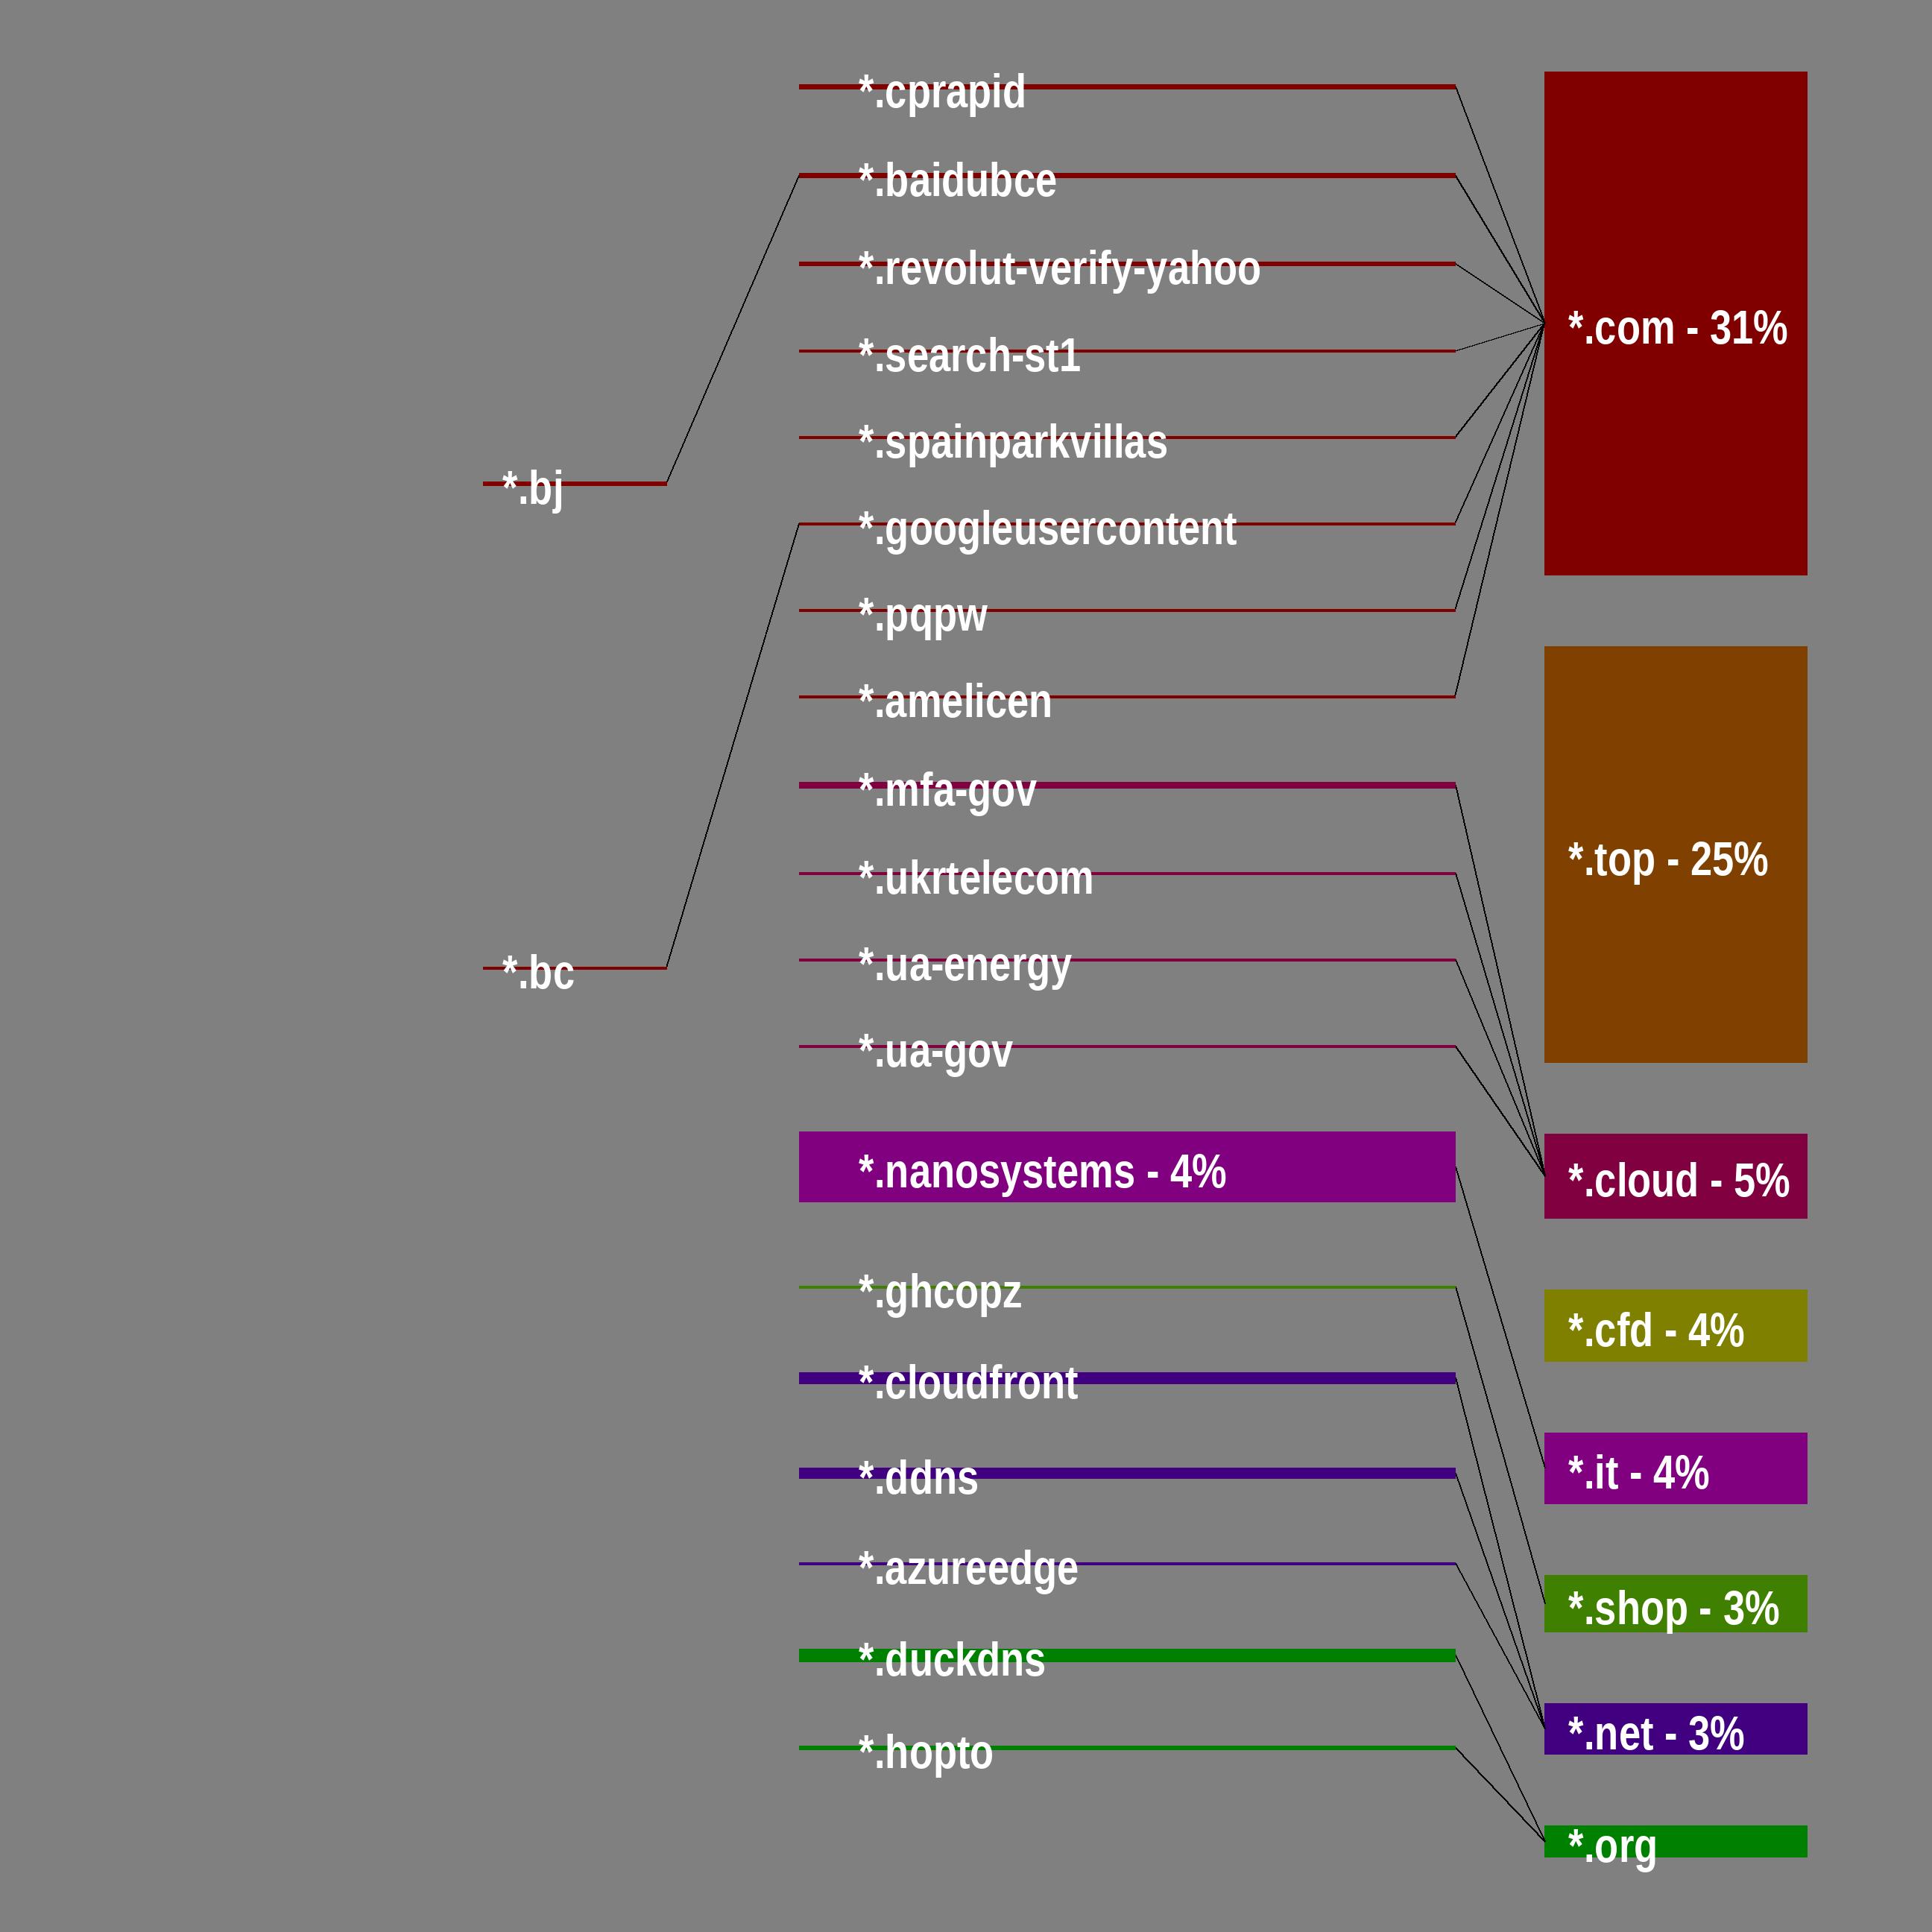 *.cprapid
*.baidubce
*.revolut-verify-yahoo
*.search-st1
*.spainparkvillas
*.googleusercontent
*.pqpw
*.amelicen
*.mfa-gov
*.ukrtelecom
*.ua-energy
*.ua-gov
*.nanosystems - 4%
*.ghcopz
*.cloudfront
*.ddns
*.azureedge
*.duckdns
*.hopto
*.bj
*.bc
*.com - 31%
*.top - 25%
*.cloud - 5%
*.cfd - 4%
*.it - 4%
*.shop - 3%
*.net - 3%
*.org